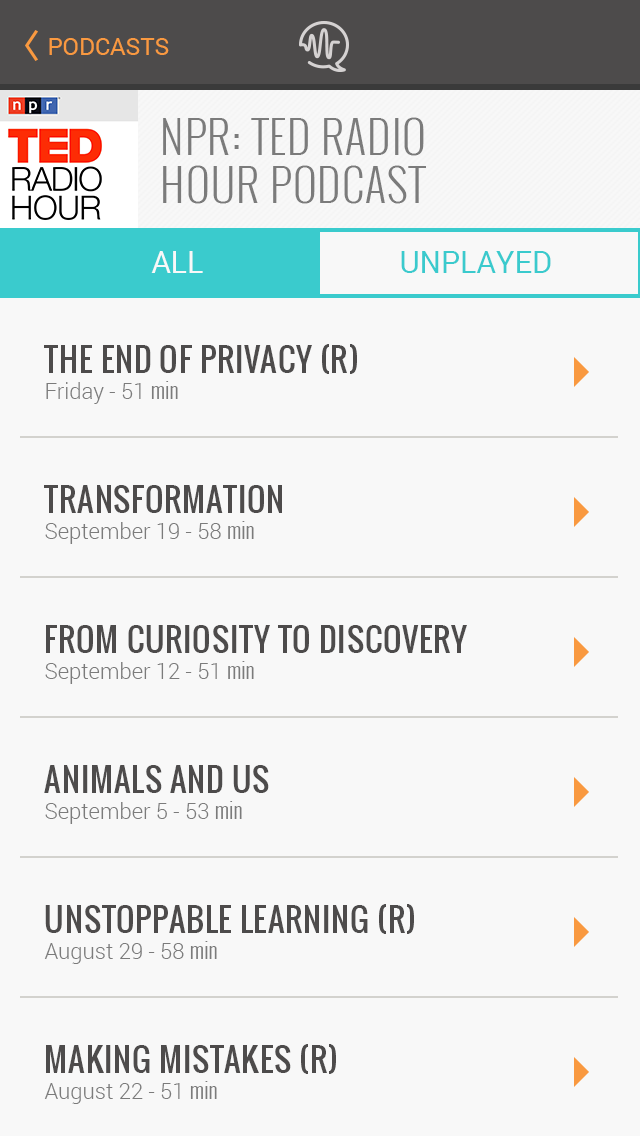 PODCASTS
npr
TED
RADIO
HOUR
NPR: TED RADIO
HOUR PODCAST
ALL
UNPLAYED
THE END OF PRIVACY (R)
Friday - 51 min
TRANSFORMATION
September 19 - 58 min
FROM CURIOSITY TO DISCOVERY
September 12 - 51 min
ANIMALS AND US
September 5 - 53 min
UNSTOPPABLE LEARNING (R)
August 29 - 58 min
MAKING MISTAKES (R)
August 22 - 51 min